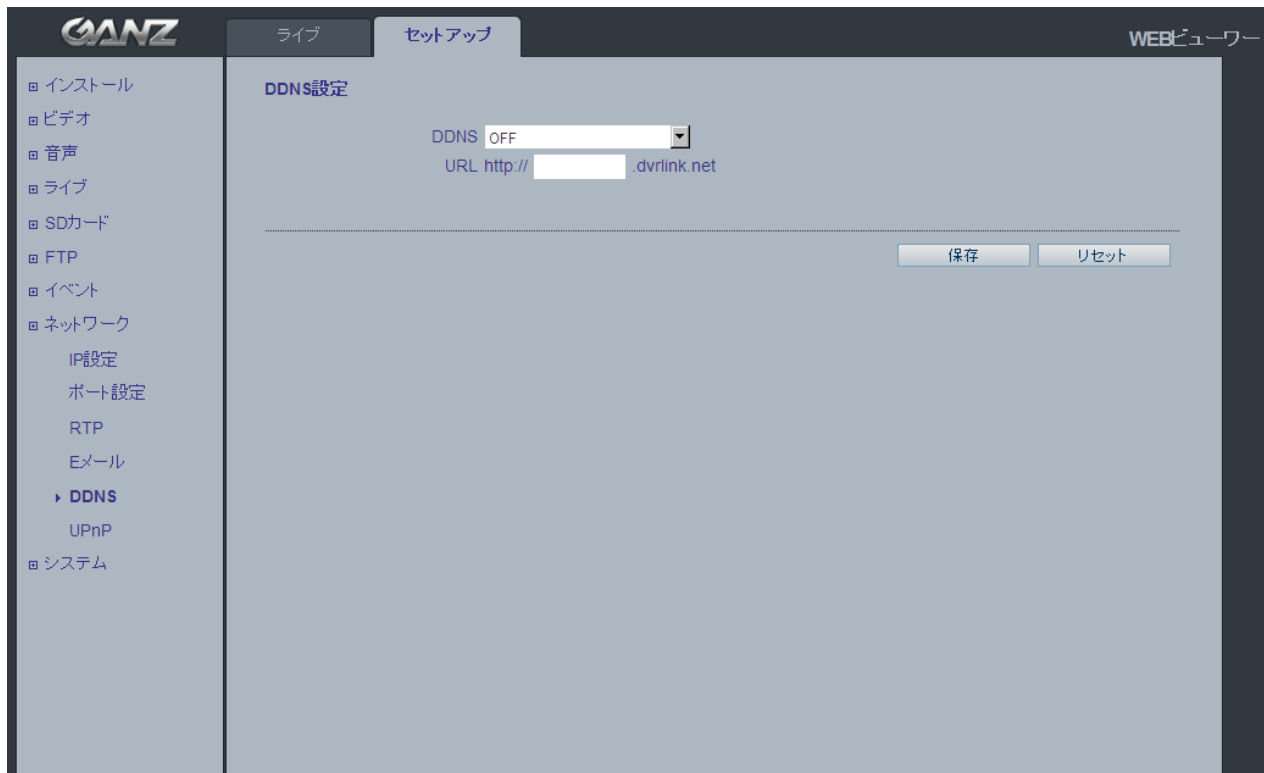 GANZ
ライブ
セットアップ
WEBビューワー
インストール
ビデオ
音声
ライブ
SDカード
FTP
イベント
ネットワーク
IP設定
ポート設定
RTP
Eメール
DDNS
UPnP
システム
DDNS設定
DDNS OFF
URL http:// .dvrlink.net
保存 リセット